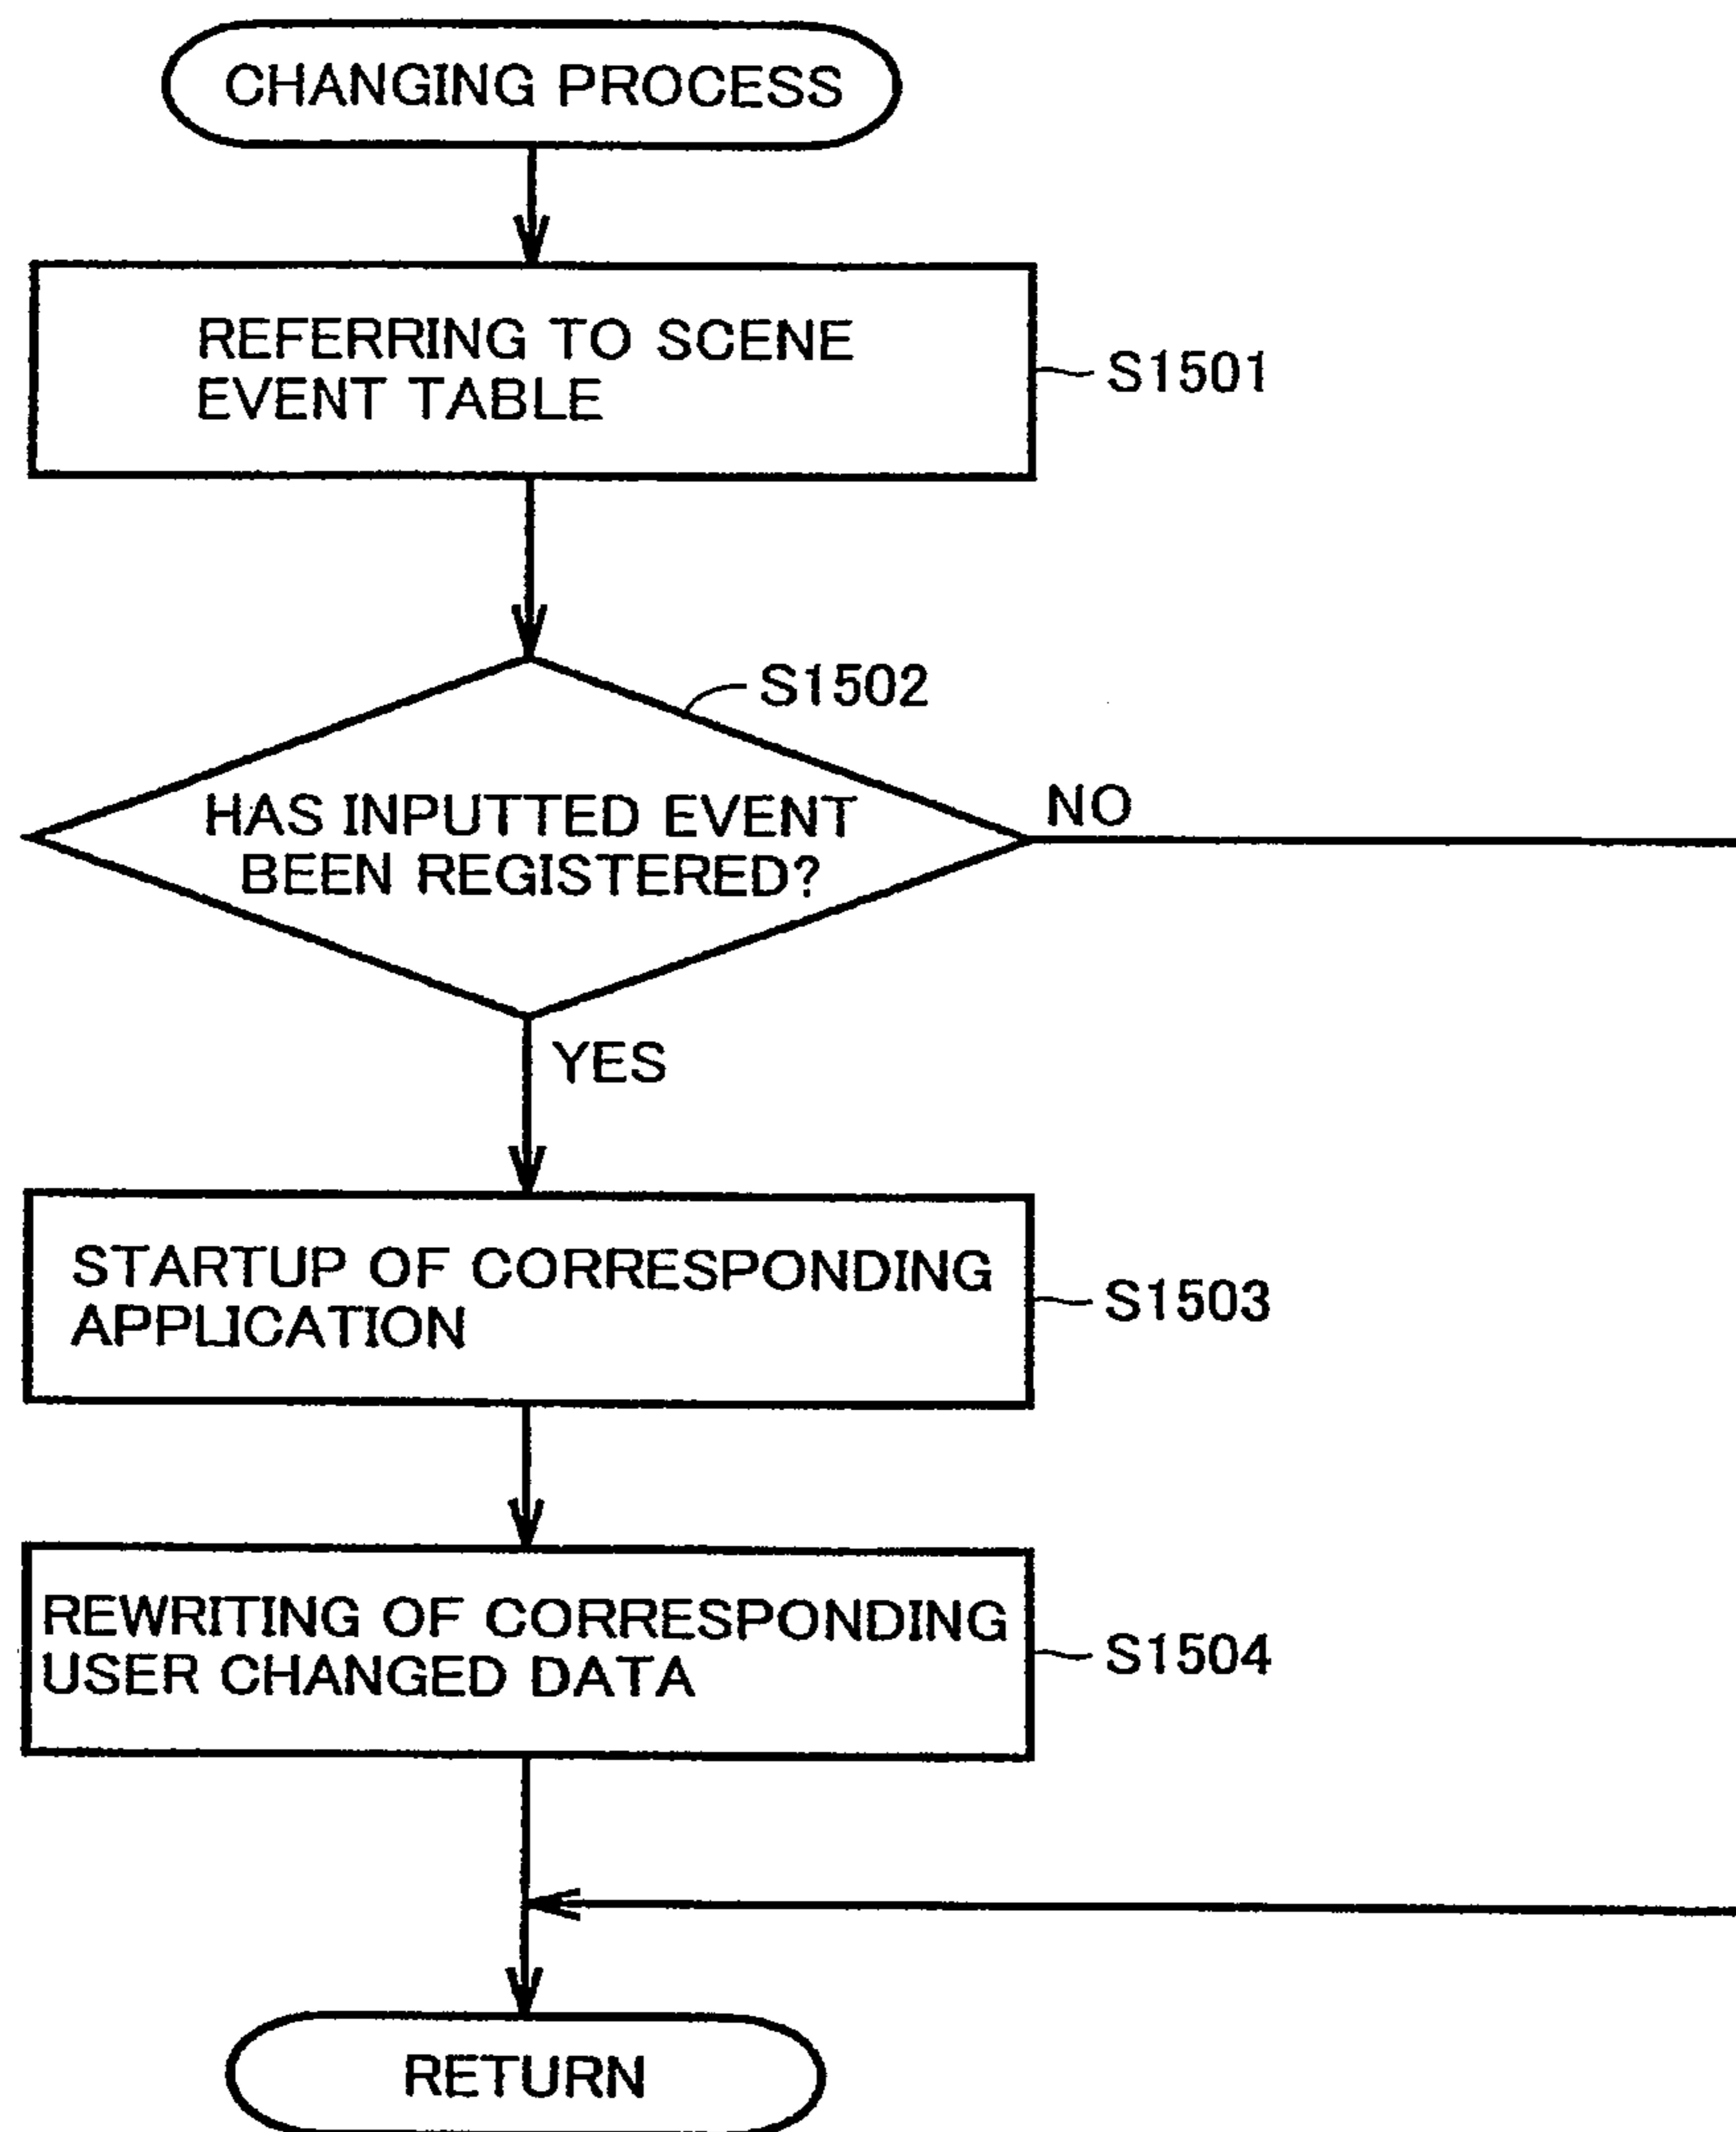 CHANGING PROCESS
REFERRING TO SCENE
EVENT TABLE
S1501
S1502
HAS INPUTTED EVENT
BEEN REGISTERED?
NO
YES
STARTUP OF CORRESPONDING
APPLICATION
S1503
REWRITING OF CORRESPONDING
USER CHANGED DATA
S1504
RETURN